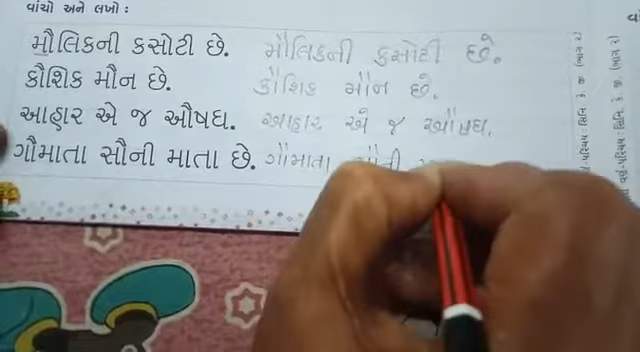 વાંચો અને લખો :
મૌલિકની કસોટી છે. મૌલિકની કસોટી છે.
કૌશિક મૌન છે. કૌશિક મૌન છે.
આહાર એ જ ઔષધ. આહાર એ જ ઔષધ.
ગૌમાતા સૌની માતા છે. ગૌમાતા સૌની